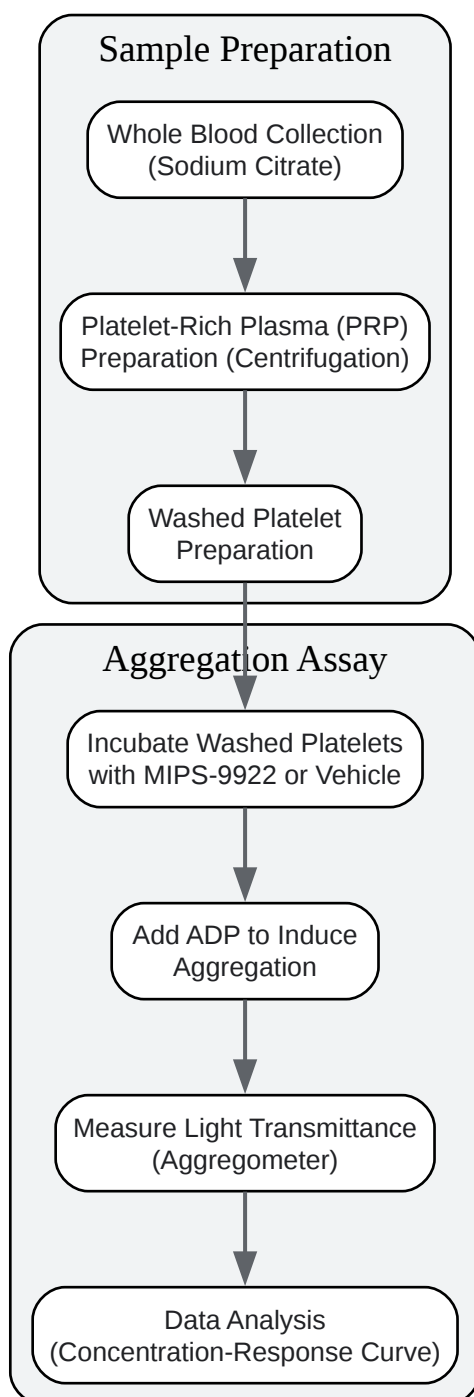 Sample Preparation
Whole Blood Collection
(Sodium Citrate)
Platelet-Rich Plasma (PRP)
Preparation (Centrifugation)
Washed Platelet
Preparation
Aggregation Assay
Incubate Washed Platelets
with MIPS-9922 or Vehicle
Add ADP to Induce
Aggregation
Measure Light Transmittance
(Aggregometer)
Data Analysis
(Concentration-Response Curve)